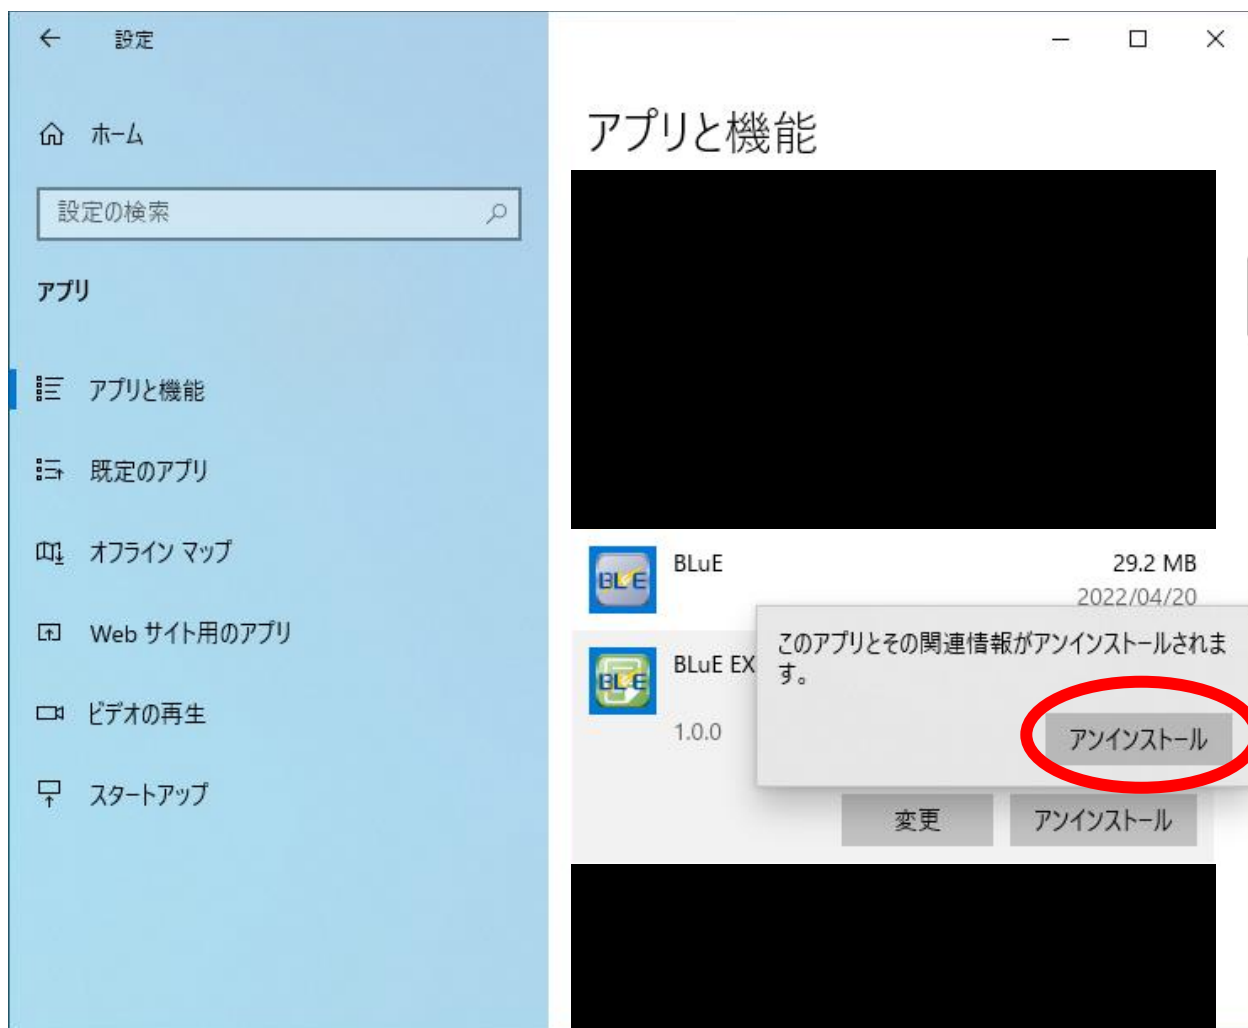 設定
ホーム
設定の検索
アプリ
アプリと機能
既定のアプリ
オフライン マップ
Web サイト用のアプリ
ビデオの再生
スタートアップ
アプリと機能
BLuE
BLuE
29.2 MB
2022/04/20
BLuE
BLuE EX
1.0.0
このアプリとその関連情報がアンインストールされま
す。
アンインストール
変更
アンインストール